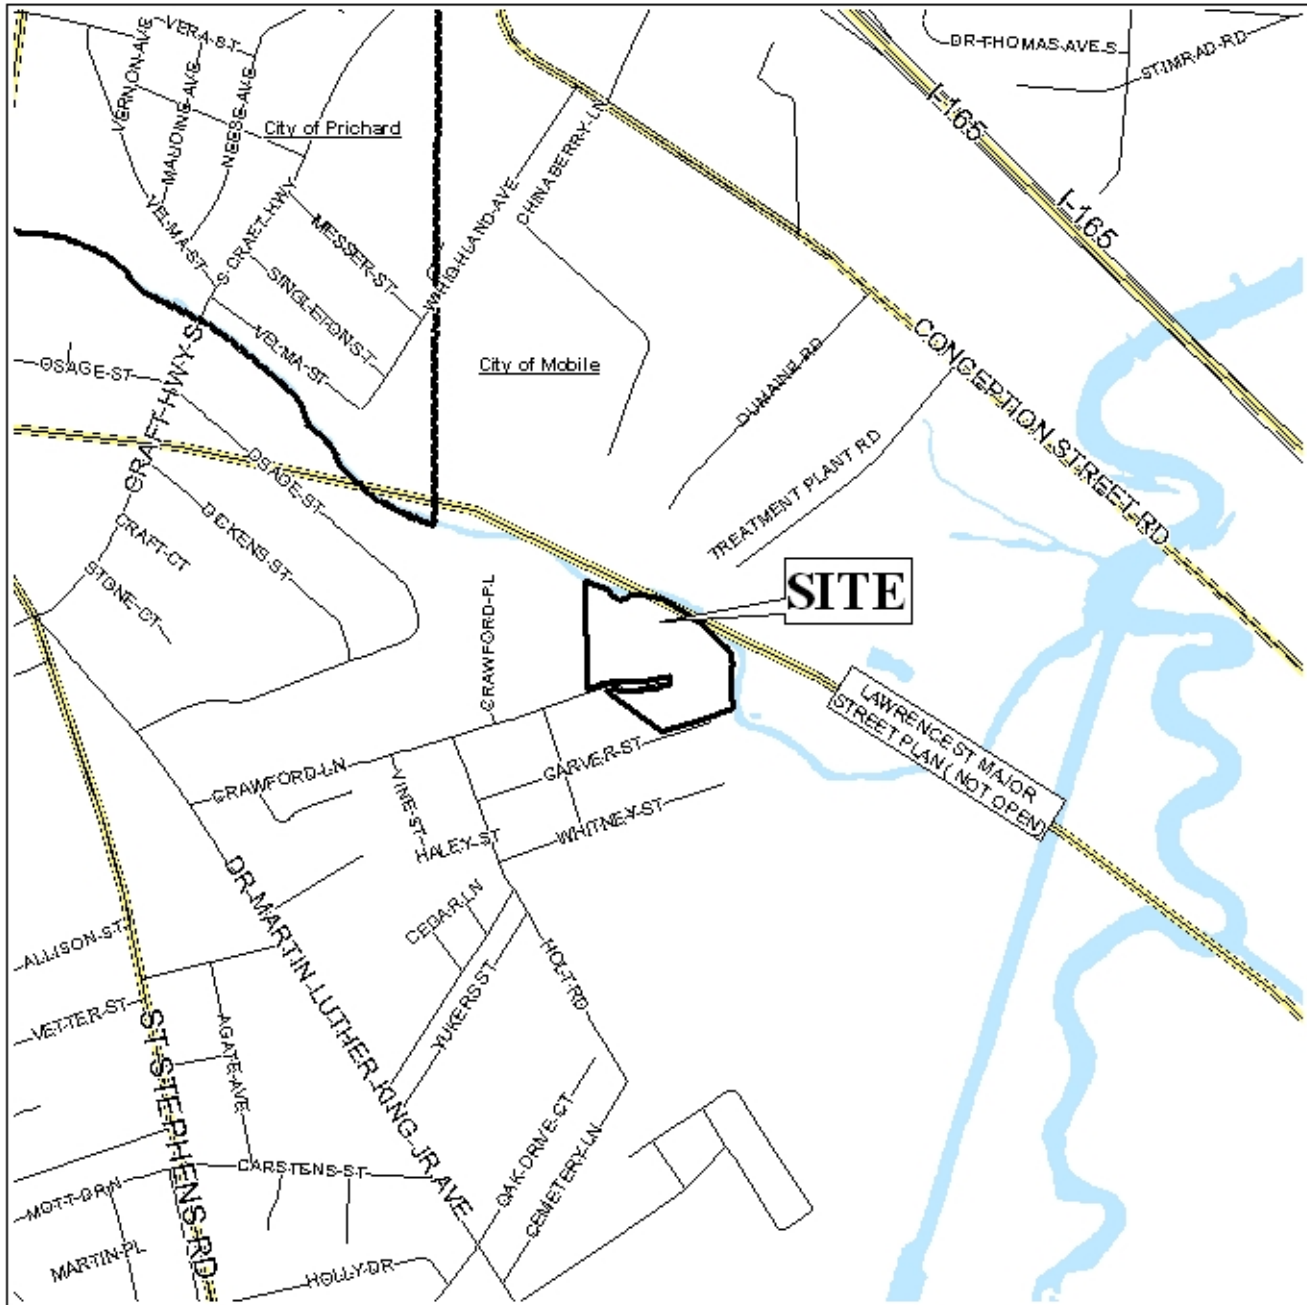 VERA-ST
DR-THOMAS-AVE-S
STIMRAD-RD
VERNON-AVE
MAUDINE-AVE
NEESE-AVE
I-165
City of Prichard
CHINABERRY-LN
I-165
VELMA-ST
S-CRAFT-HWY
MESSER-ST
W-HIGHLAND-AVE
SINGLETON-ST
VELMA-ST
City of Mobile
OSAGE-ST
CRAFT-HWY-S
DUMAINE-RD
CONCEPTION STREET-RD
OSAGE-ST
TREATMENT PLANT RD
DICKENS-ST
CRAFT-CT
STONE-CT
SITE
CRAWFORD-PL
LAWRENCE ST MAJOR
STREET PLAN ( NOT OPEN)
CRAWFORD-LN
GARVER-ST
VINE-ST
HALEY-ST
WHITNEY-ST
DR-MARTIN-LUTHER-KING-JR-AVE
CEDAR-LN
ALLISON-ST
HOLT-RD
YUKERS ST
VETTER-ST
AGATE-AVE
ST-STEPHENS-RD
OAK-DRIVE-CT
CEMETERY-LN
CARSTENS-ST
MOTT-DR-N
MARTIN-PL
HOLLY-DR